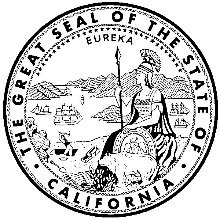 THE GREAT SEAL OF THE STATE OF
EUREKA
• CALIFORNIA •